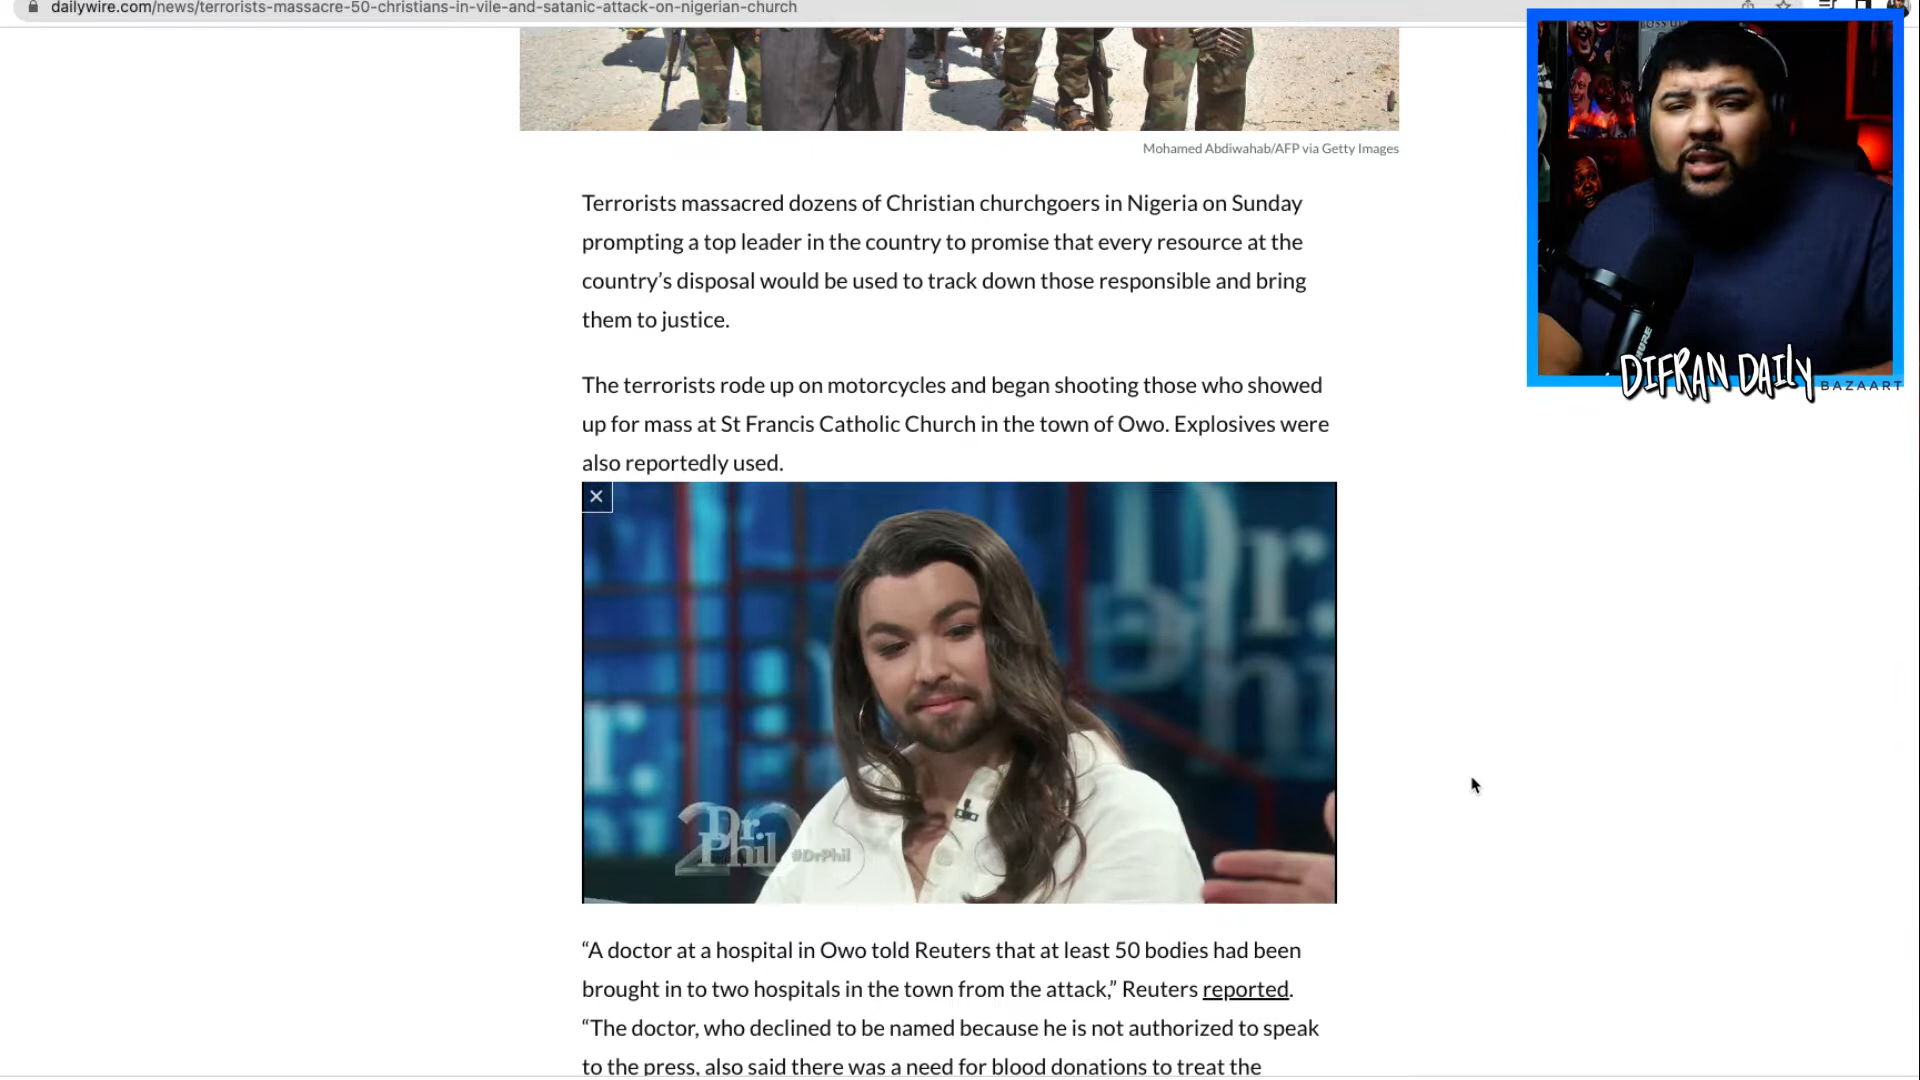 dailywire.com/news/terrorists-massacre-50-christians-in-vile-and-satanic-attack-on-nigerian-church
Mohamed Abdiwahab/AFP via Getty Images
Terrorists massacred dozens of Christian churchgoers in Nigeria on Sunday
prompting a top leader in the country to promise that every resource at the
country’s disposal would be used to track down those responsible and bring
them to justice.
The terrorists rode up on motorcycles and began shooting those who showed
up for mass at St Francis Catholic Church in the town of Owo. Explosives were
also reportedly used.
Dr.
Phil
20
Dr.
Phil
#DrPhil
“A doctor at a hospital in Owo told Reuters that at least 50 bodies had been
brought in to two hospitals in the town from the attack,” Reuters reported.
“The doctor, who declined to be named because he is not authorized to speak
to the press, also said there was a need for blood donations to treat the
SHURE
DIFRAN DAILY
BAZAART